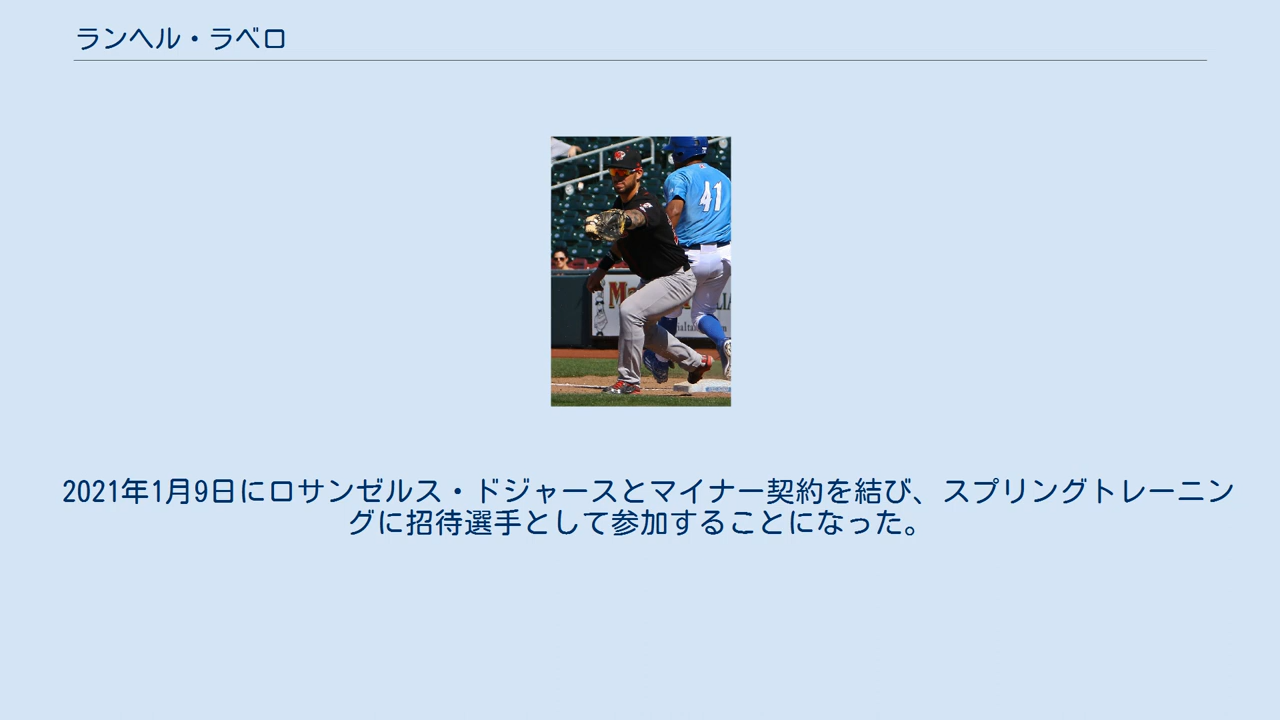 ランヘル・ラベロ
41
2021年1月9日にロサンゼルス・ドジャースとマイナー契約を結び、スプリングトレーニン
グに招待選手として参加することになった。